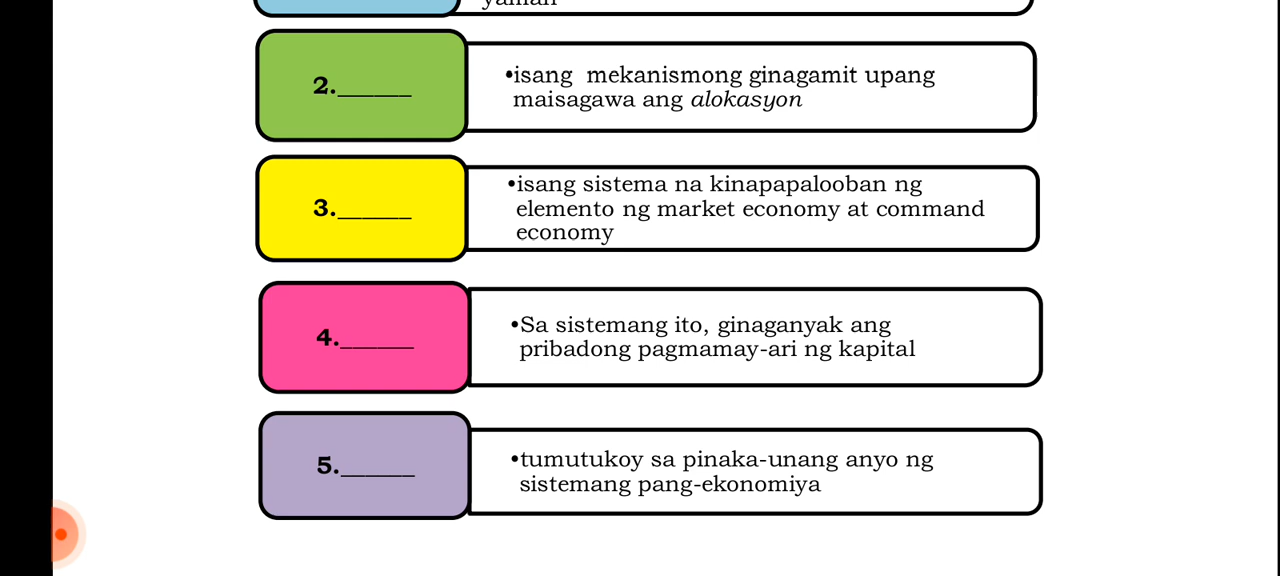 2.______
•isang mekanismong ginagamit upang
maisagawa ang alokasyon
3.______
•isang sistema na kinapapalooban ng
elemento ng market economy at command
economy
4.______
•Sa sistemang ito, ginaganyak ang
pribadong pagmamay-ari ng kapital
5.______
•tumutukoy sa pinaka-unang anyo ng
sistemang pang-ekonomiya